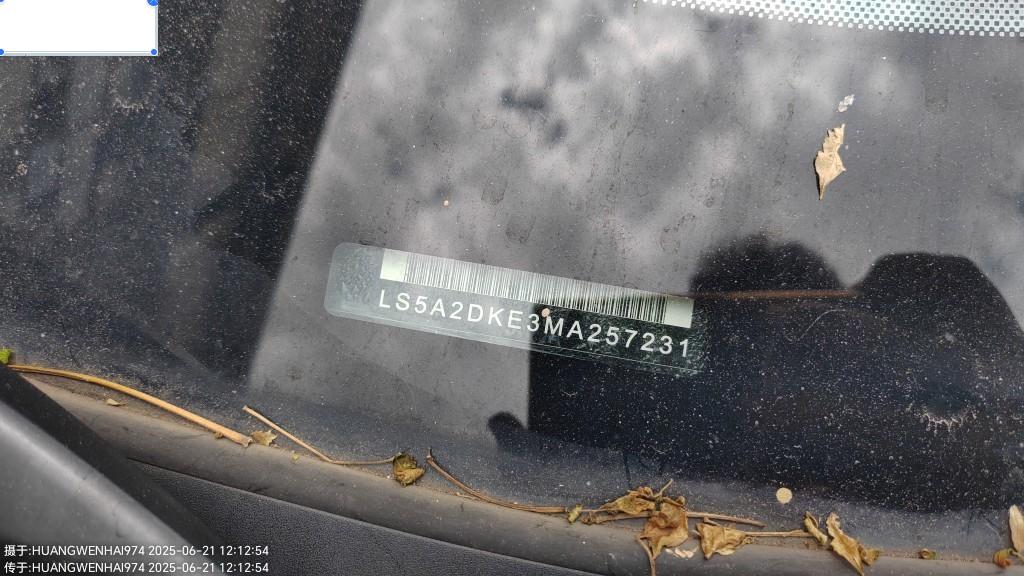 LS5A2DKE3MA257231
摄于:HUANGWENHAI974 2025-06-21 12:12:54
传于:HUANGWENHAI974 2025-06-21 12:12:54